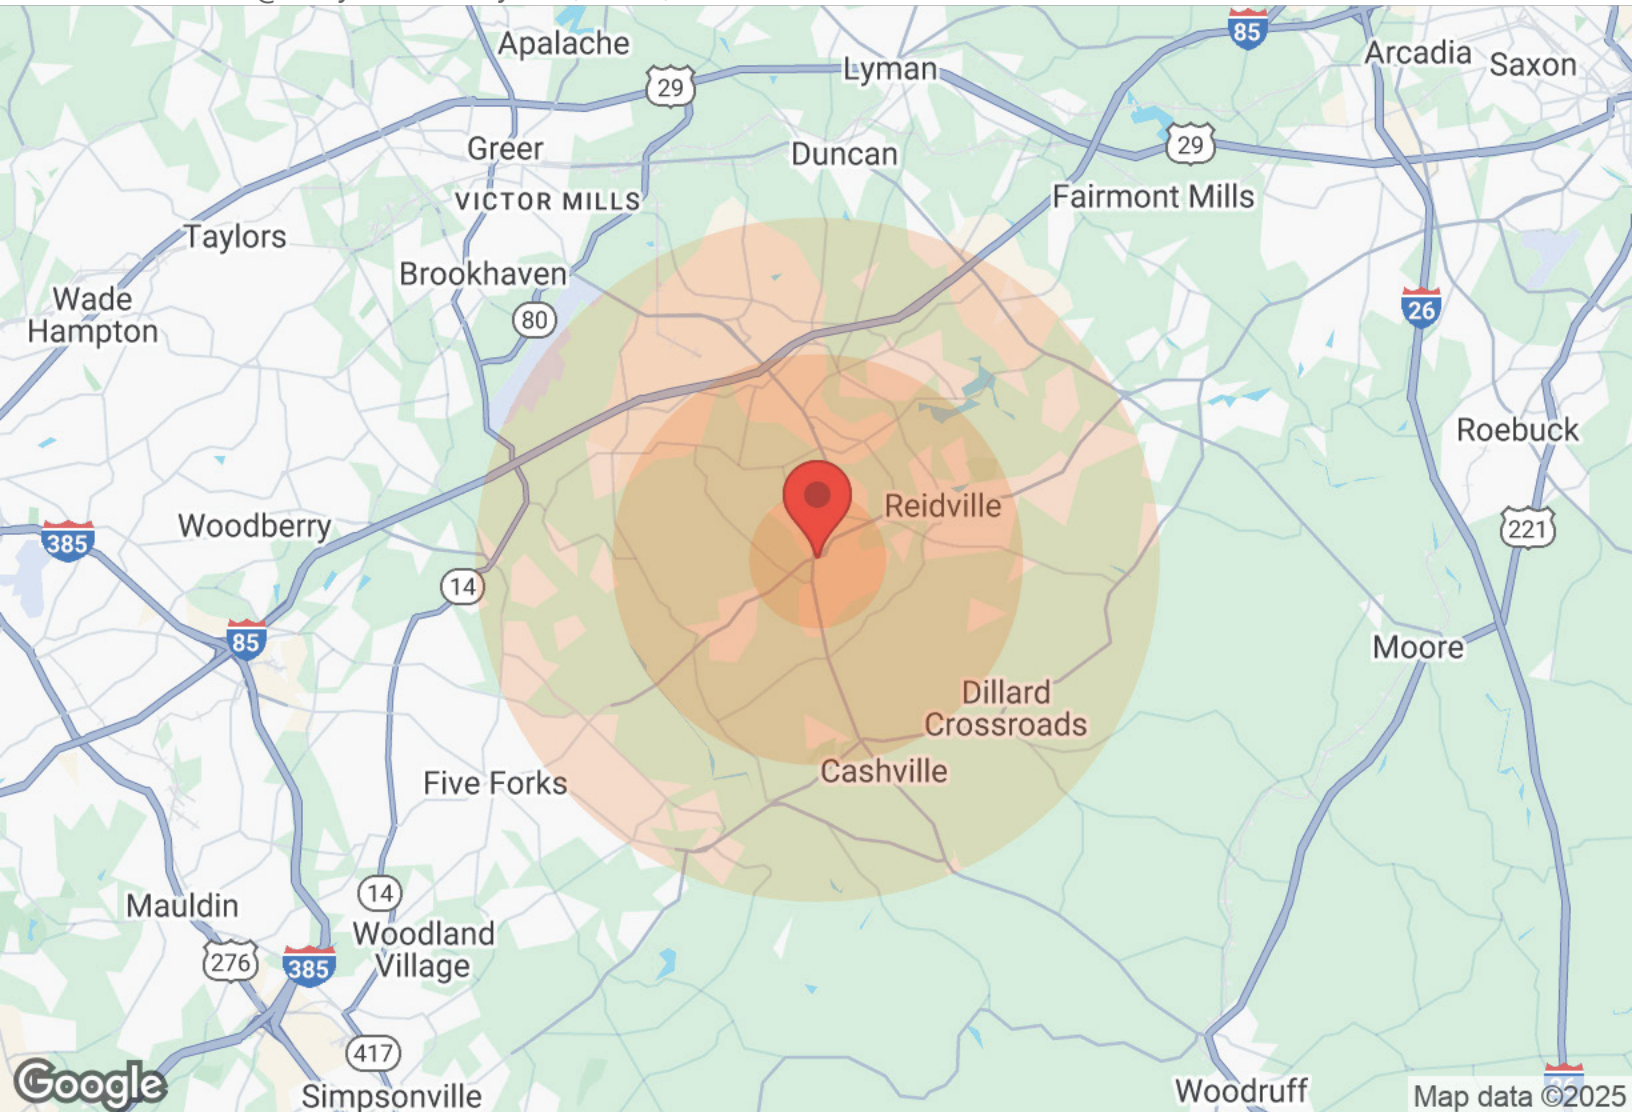 Apalache
85
Arcadia
Saxon
Lyman
29
29
Greer
Duncan
VICTOR MILLS
Fairmont Mills
Taylors
Brookhaven
Wade
Hampton
80
26
Roebuck
Reidville
Woodberry
385
221
14
85
Moore
Dillard
Crossroads
Cashville
Five Forks
14
Mauldin
Woodland
Village
276
385
417
Google
Simpsonville
Woodruff
26
Map data ©2025